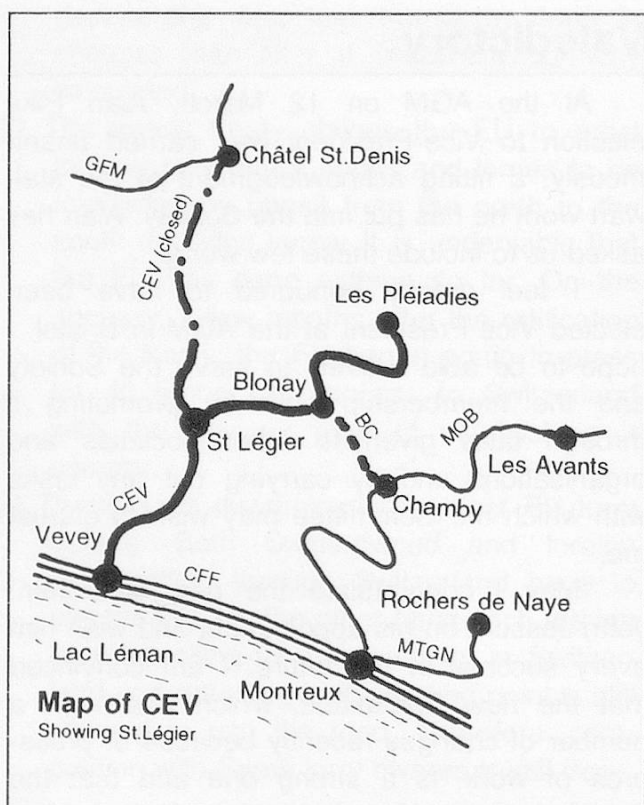 Châtel St.Denis
GFM
CEV (closed)
Les Pléiadies
Blonay
BC
MOB
St.Légier
Les Avants
Chamby
CEV
Vevey
CFF
Rochers de Naye
MTGN
Lac Léman
Montreux
Map of CEV
Showing St.Légier